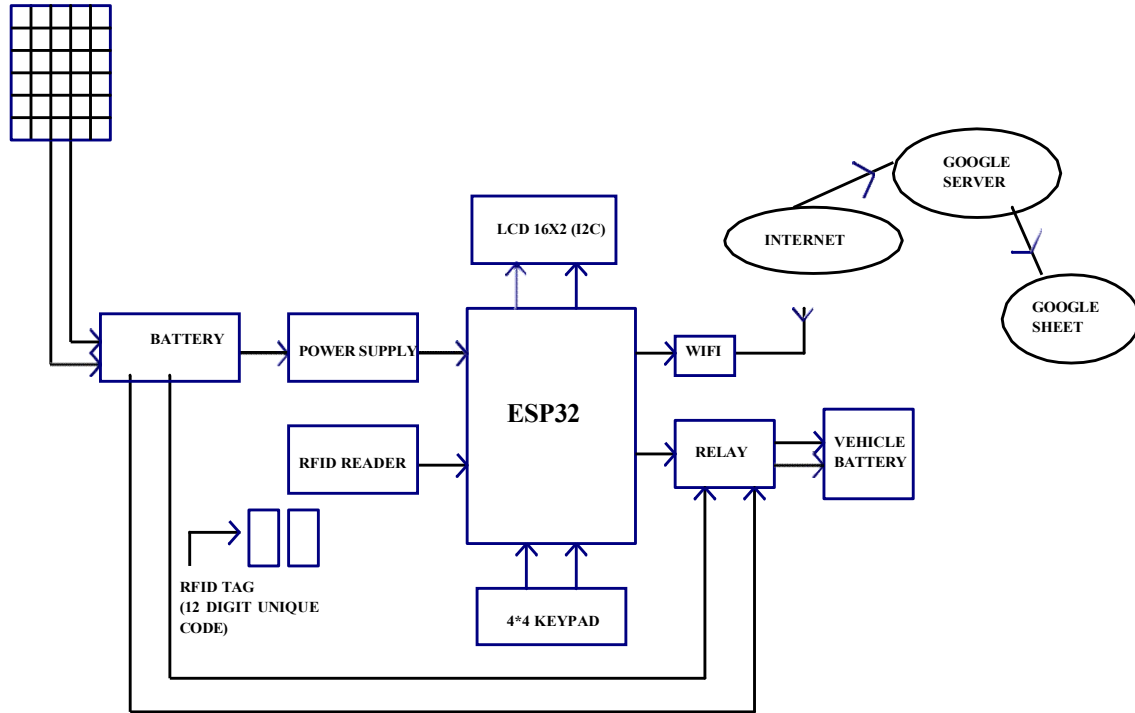 GOOGLE
SERVER
LCD 16X2 (I2C)
INTERNET
GOOGLE
SHEET
BATTERY
POWER SUPPLY
WIFI
ESP32
RFID READER
RELAY
VEHICLE
BATTERY
RFID TAG
(12 DIGIT UNIQUE
CODE)
4*4 KEYPAD